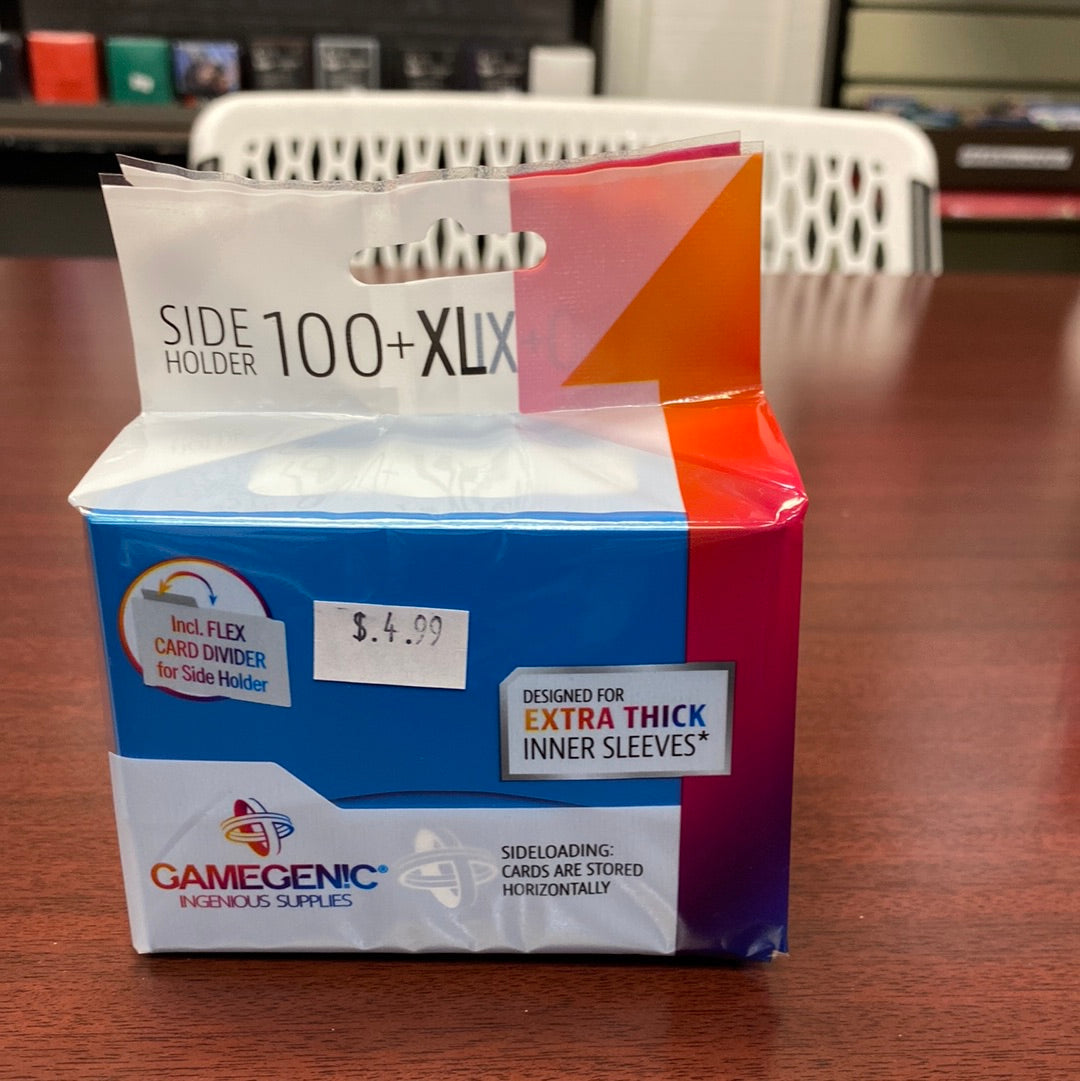 SIDE
HOLDER
100+XL
Incl. FLEX
CARD DIVIDER
for Side Holder
$.4.99
DESIGNED FOR
EXTRA THICK
INNER SLEEVES*
GAMEGEN!C®
INGENIOUS SUPPLIES
SIDELOADING:
CARDS ARE STORED
HORIZONTALLY